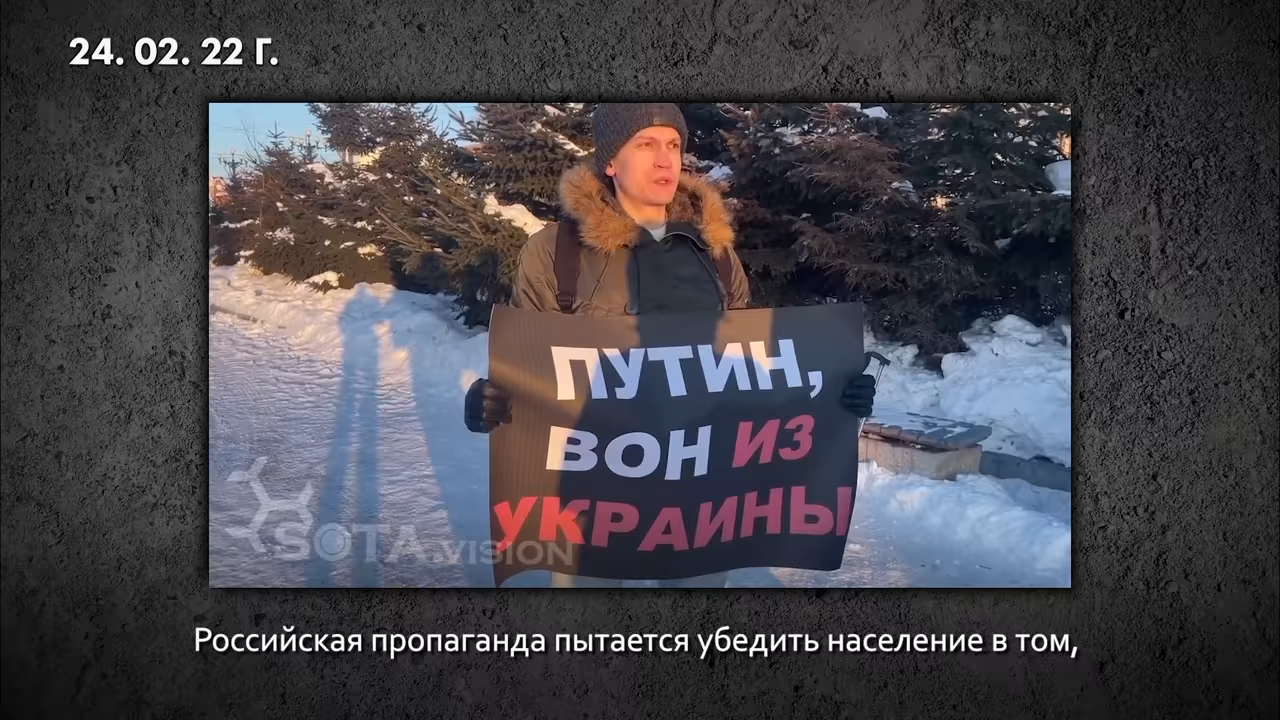 24. 02. 22 Г.
ПУТИН,
ВОН ИЗ
УКРАИНЫ
SOTA.VISION
Российская пропаганда пытается убедить население в том,